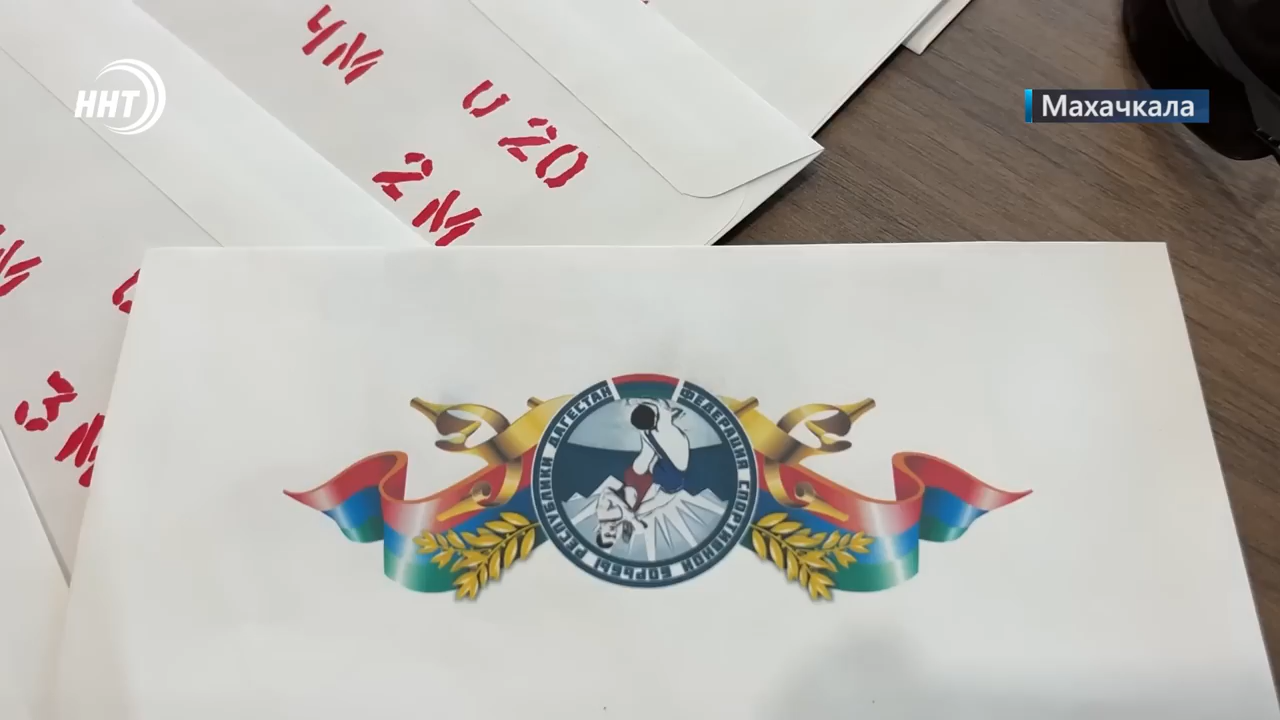 ННТ
Махачкала
ЧМ U 20
2 М
3 М
ФЕДЕРАЦИЯ СПОРТИВНОЙ БОРЬБЫ РЕСПУБЛИКИ ДАГЕСТАН